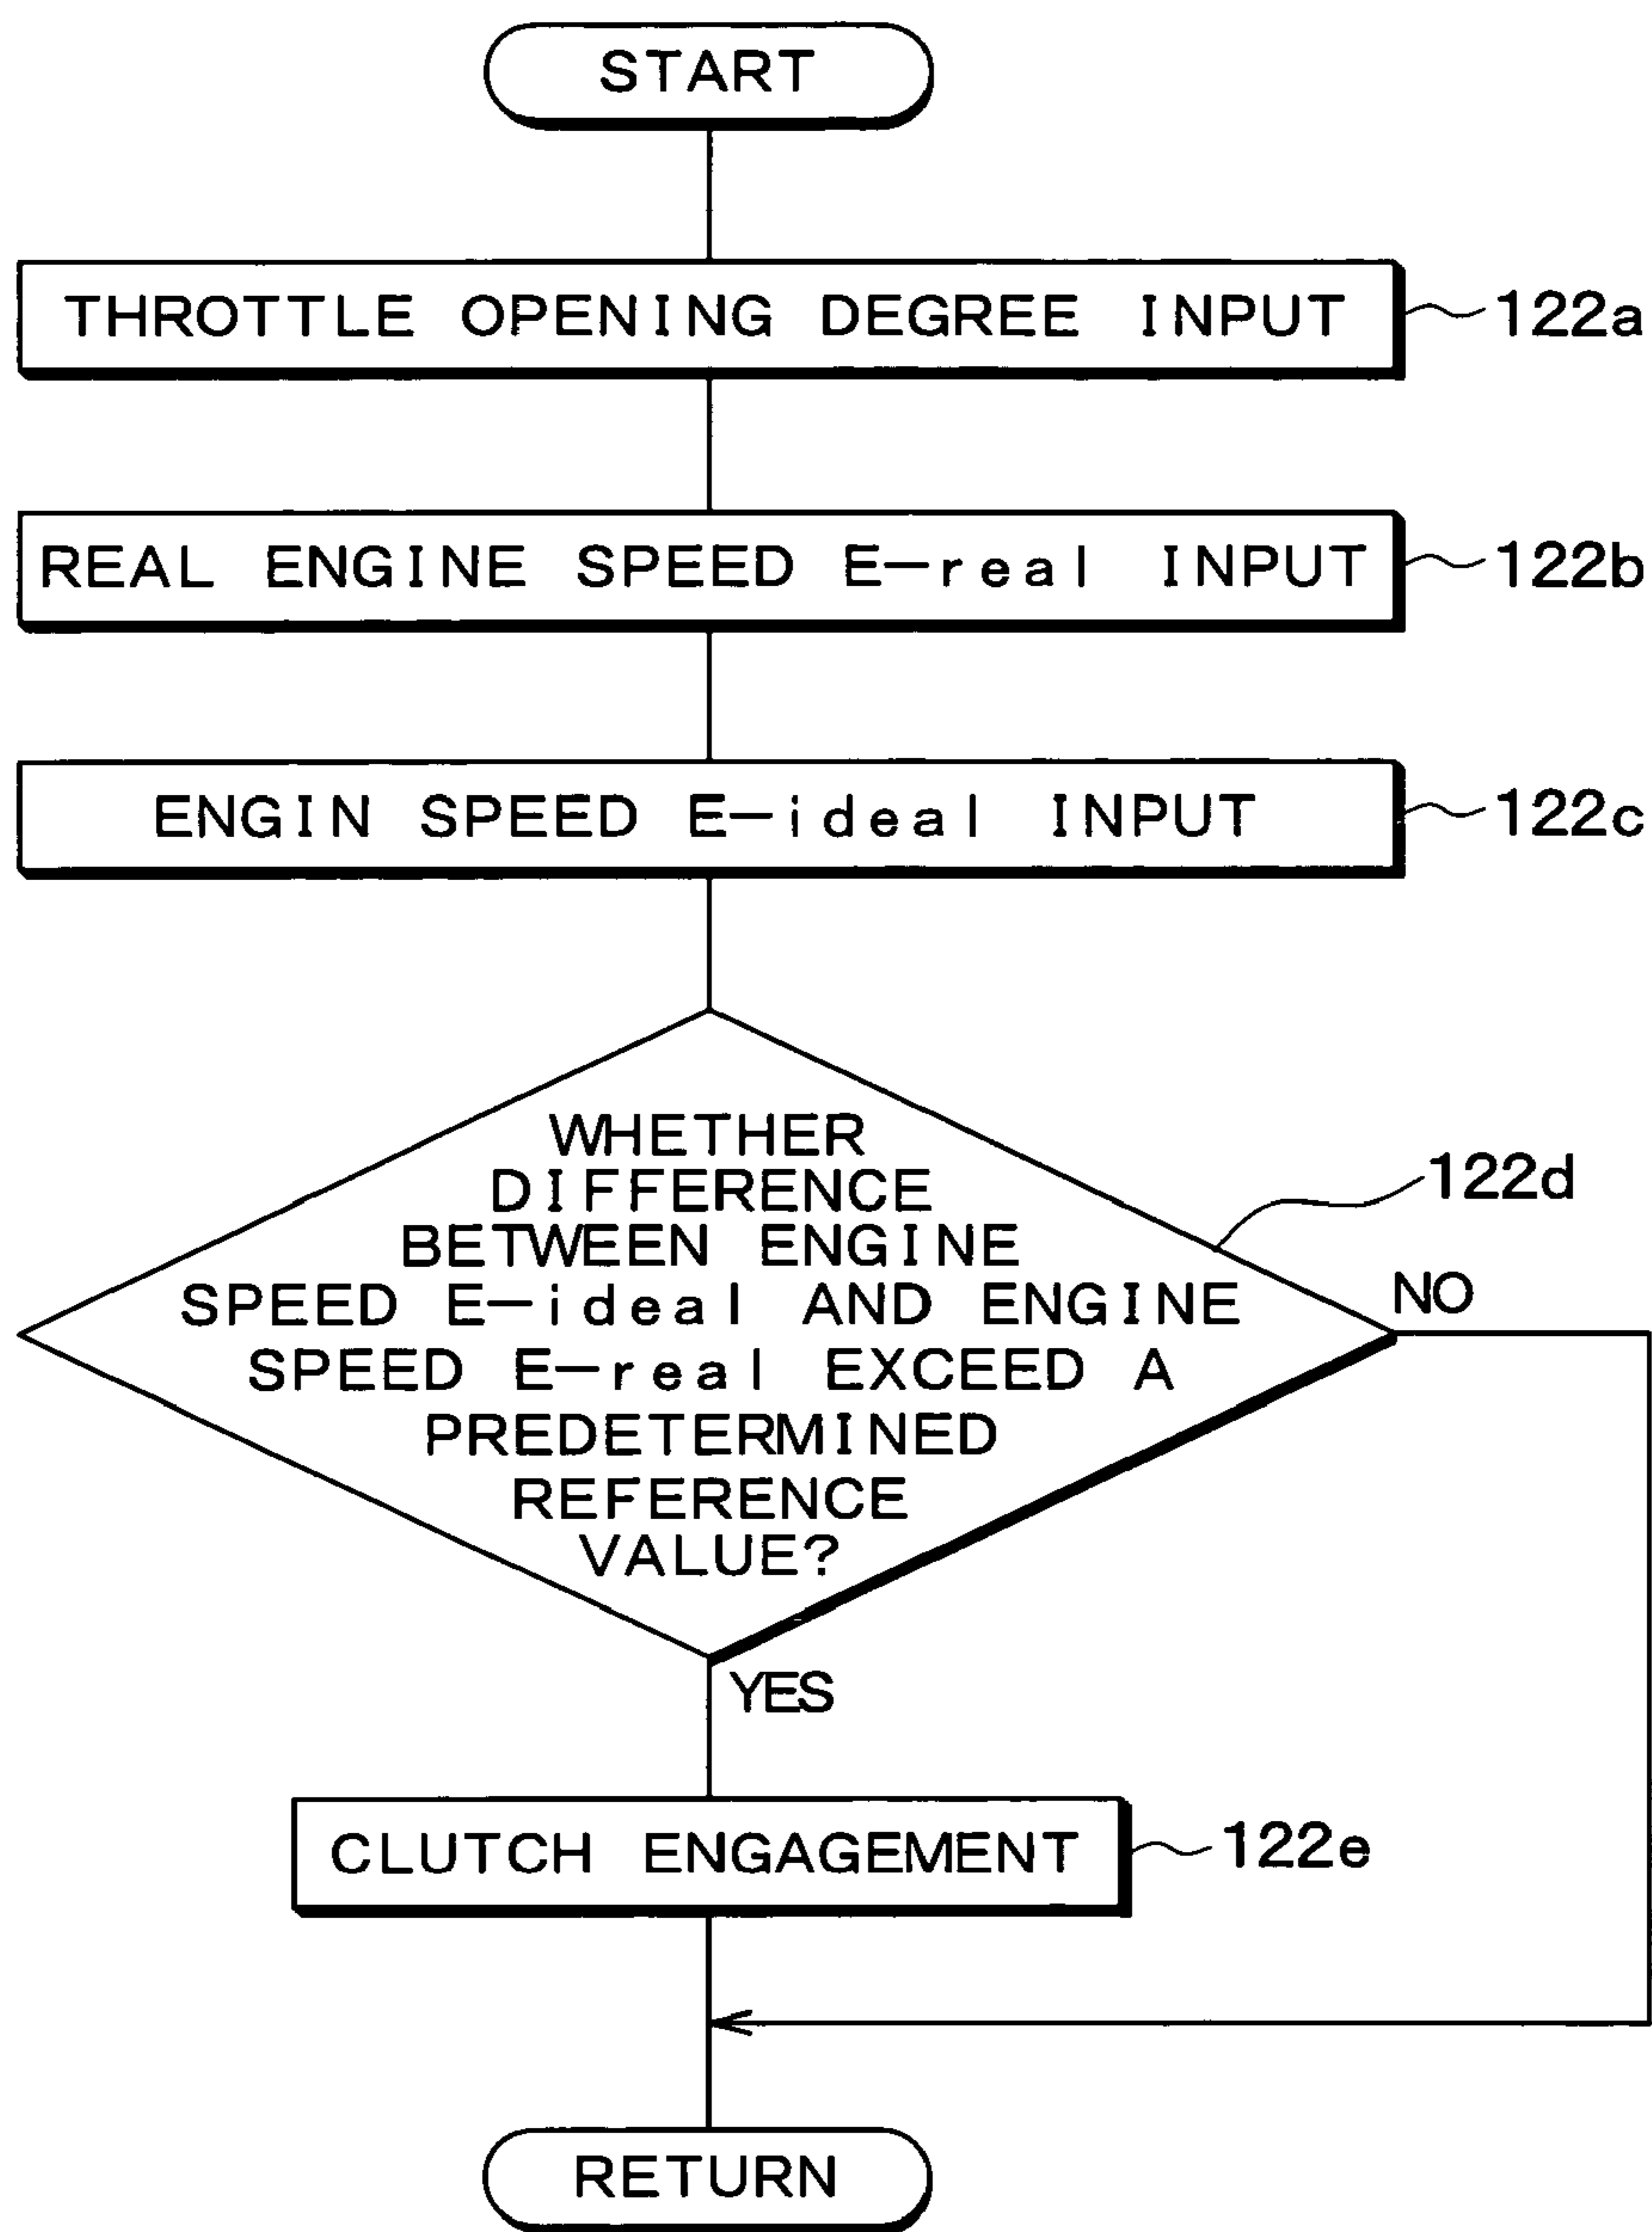 START
THROTTLE OPENING DEGREE INPUT
122a
REAL ENGINE SPEED E-real INPUT
122b
ENGIN SPEED E-ideal INPUT
122c
WHETHER
DIFFERENCE
BETWEEN ENGINE
SPEED E-ideal AND ENGINE
SPEED E-real EXCEED A
PREDETERMINED
REFERENCE
VALUE?
122d
NO
YES
CLUTCH ENGAGEMENT
122e
RETURN